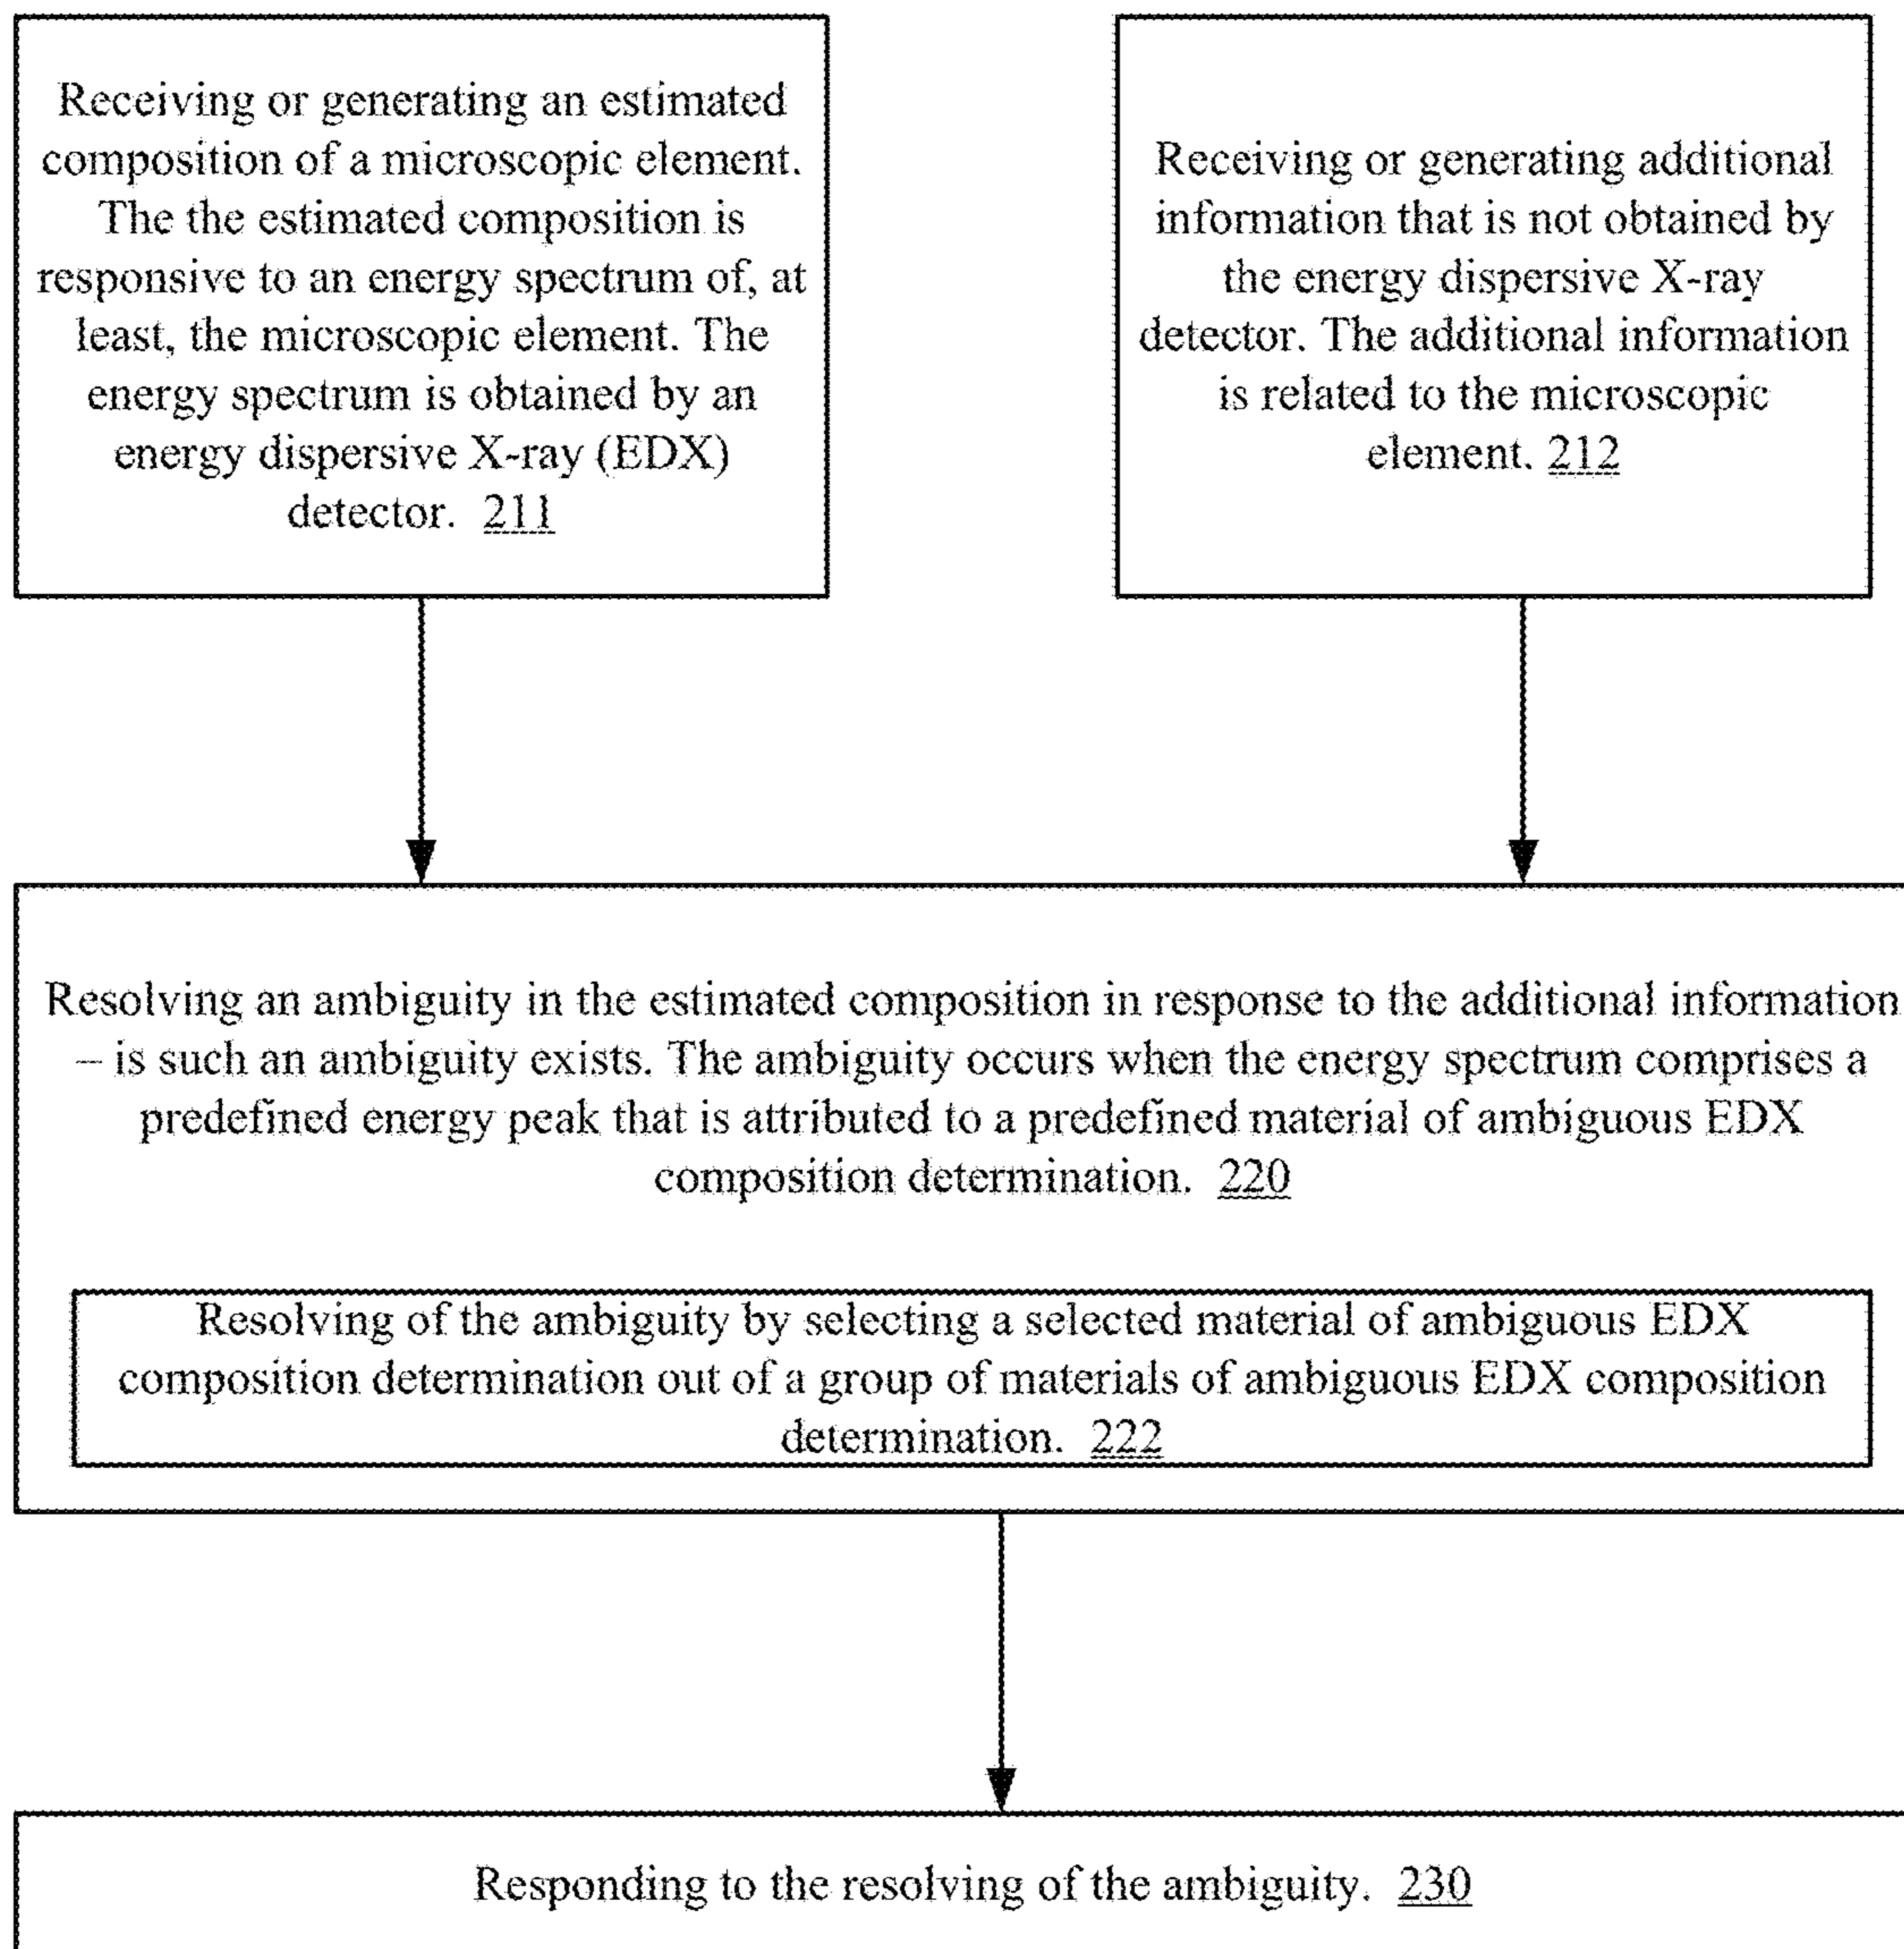 Receiving or generating an estimated
composition of a microscopic element.
The the estimated composition is
responsive to an energy spectrum of, at
least, the microscopic element. The
energy spectrum is obtained by an
energy dispersive X-ray (EDX)
detector. 211
Receiving or generating additional
information that is not obtained by
the energy dispersive X-ray
detector. The additional information
is related to the microscopic
element. 212
Resolving an ambiguity in the estimated composition in response to the additional information
– is such an ambiguity exists. The ambiguity occurs when the energy spectrum comprises a
predefined energy peak that is attributed to a predefined material of ambiguous EDX
composition determination. 220
Resolving of the ambiguity by selecting a selected material of ambiguous EDX
composition determination out of a group of materials of ambiguous EDX composition
determination. 222
Responding to the resolving of the ambiguity. 230